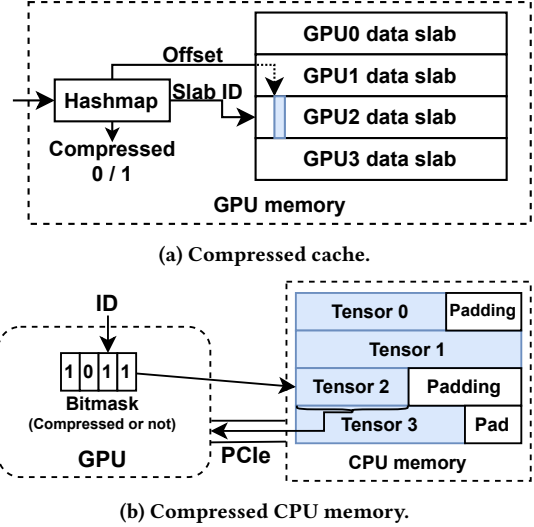 GPU0 data slab
Offset
GPU1 data slab
Hashmap
Slab ID
GPU2 data slab
Compressed
0 / 1
GPU3 data slab
GPU memory
(a) Compressed cache.
ID
Tensor 0
Padding
Tensor 1
1 0 1 1
Tensor 2
Padding
Bitmask
(Compressed or not)
Tensor 3
Pad
GPU
PCIe
CPU memory
(b) Compressed CPU memory.